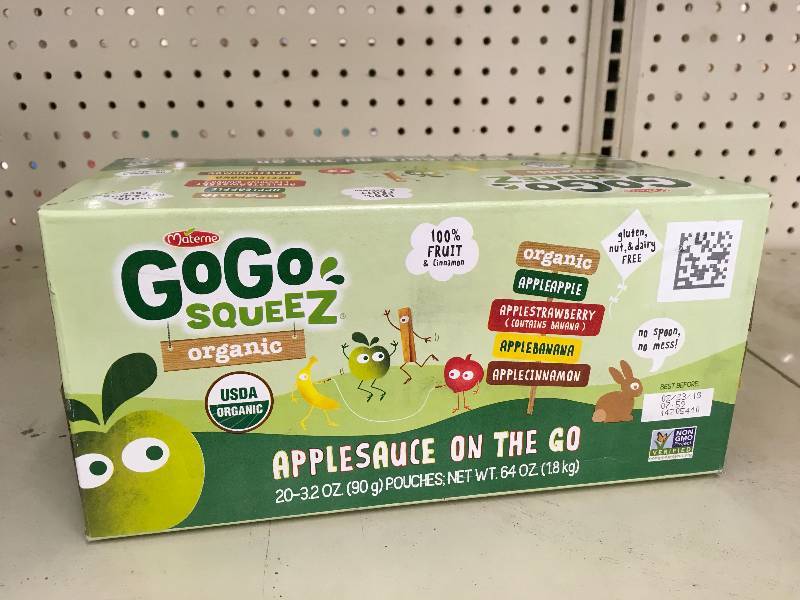 Materne
GoGo
SQUEEZ
organic
USDA
ORGANIC
100%
FRUIT
& Cinnamon
organic
APPLEAPPLE
APPLESTRAWBERRY
(CONTAINS BANANA)
APPLEBANANA
APPLECINNAMON
gluten,
nut, & dairy
FREE
no spoon,
no mess!
BEST BEFORE:
NON
GMO
Project
VERIFIED
APPLESAUCE ON THE GO
20-3.2 OZ. (90 g) POUCHES; NET WT. 64 OZ. (1.8 kg)